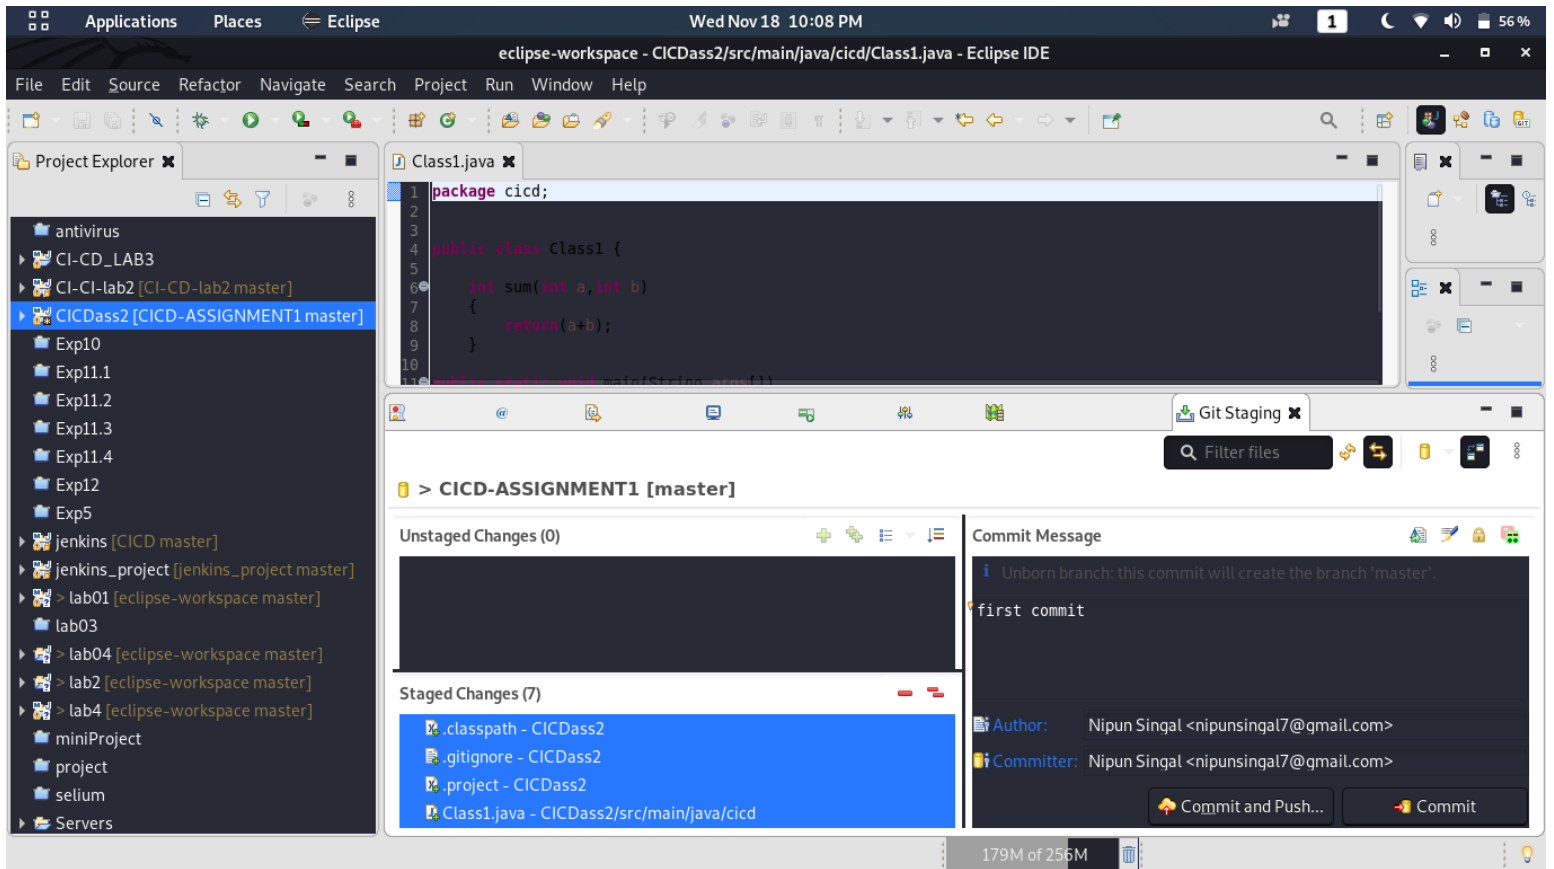 Applications Places Eclipse Wed Nov 18 10:08 PM 1 56 %
eclipse-workspace - CICDass2/src/main/java/cicd/Class1.java - Eclipse IDE
File Edit Source Refactor Navigate Search Project Run Window Help
Project Explorer
antivirus
CI-CD_LAB3
CI-CI-lab2 [CI-CD-lab2 master]
CICDass2 [CICD-ASSIGNMENT1 master]
Exp10
Exp11.1
Exp11.2
Exp11.3
Exp11.4
Exp12
Exp5
jenkins [CICD master]
jenkins_project [jenkins_project master]
> lab01 [eclipse-workspace master]
lab03
> lab04 [eclipse-workspace master]
> lab2 [eclipse-workspace master]
> lab4 [eclipse-workspace master]
miniProject
project
selium
Servers
Class1.java
1 package cicd;
2
3
4 public class Class1 {
5
6 int sum(int a,int b)
7 {
8 return(a+b);
9 }
10
11 public static void main(String args[])
Git Staging
Filter files
> CICD-ASSIGNMENT1 [master]
Unstaged Changes (0)
Staged Changes (7)
.classpath - CICDass2
.gitignore - CICDass2
.project - CICDass2
Class1.java - CICDass2/src/main/java/cicd
Commit Message
Unborn branch: this commit will create the branch 'master'.
first commit
Author: Nipun Singal <nipunsingal7@gmail.com>
Committer: Nipun Singal <nipunsingal7@gmail.com>
Commit and Push... Commit
179M of 256M